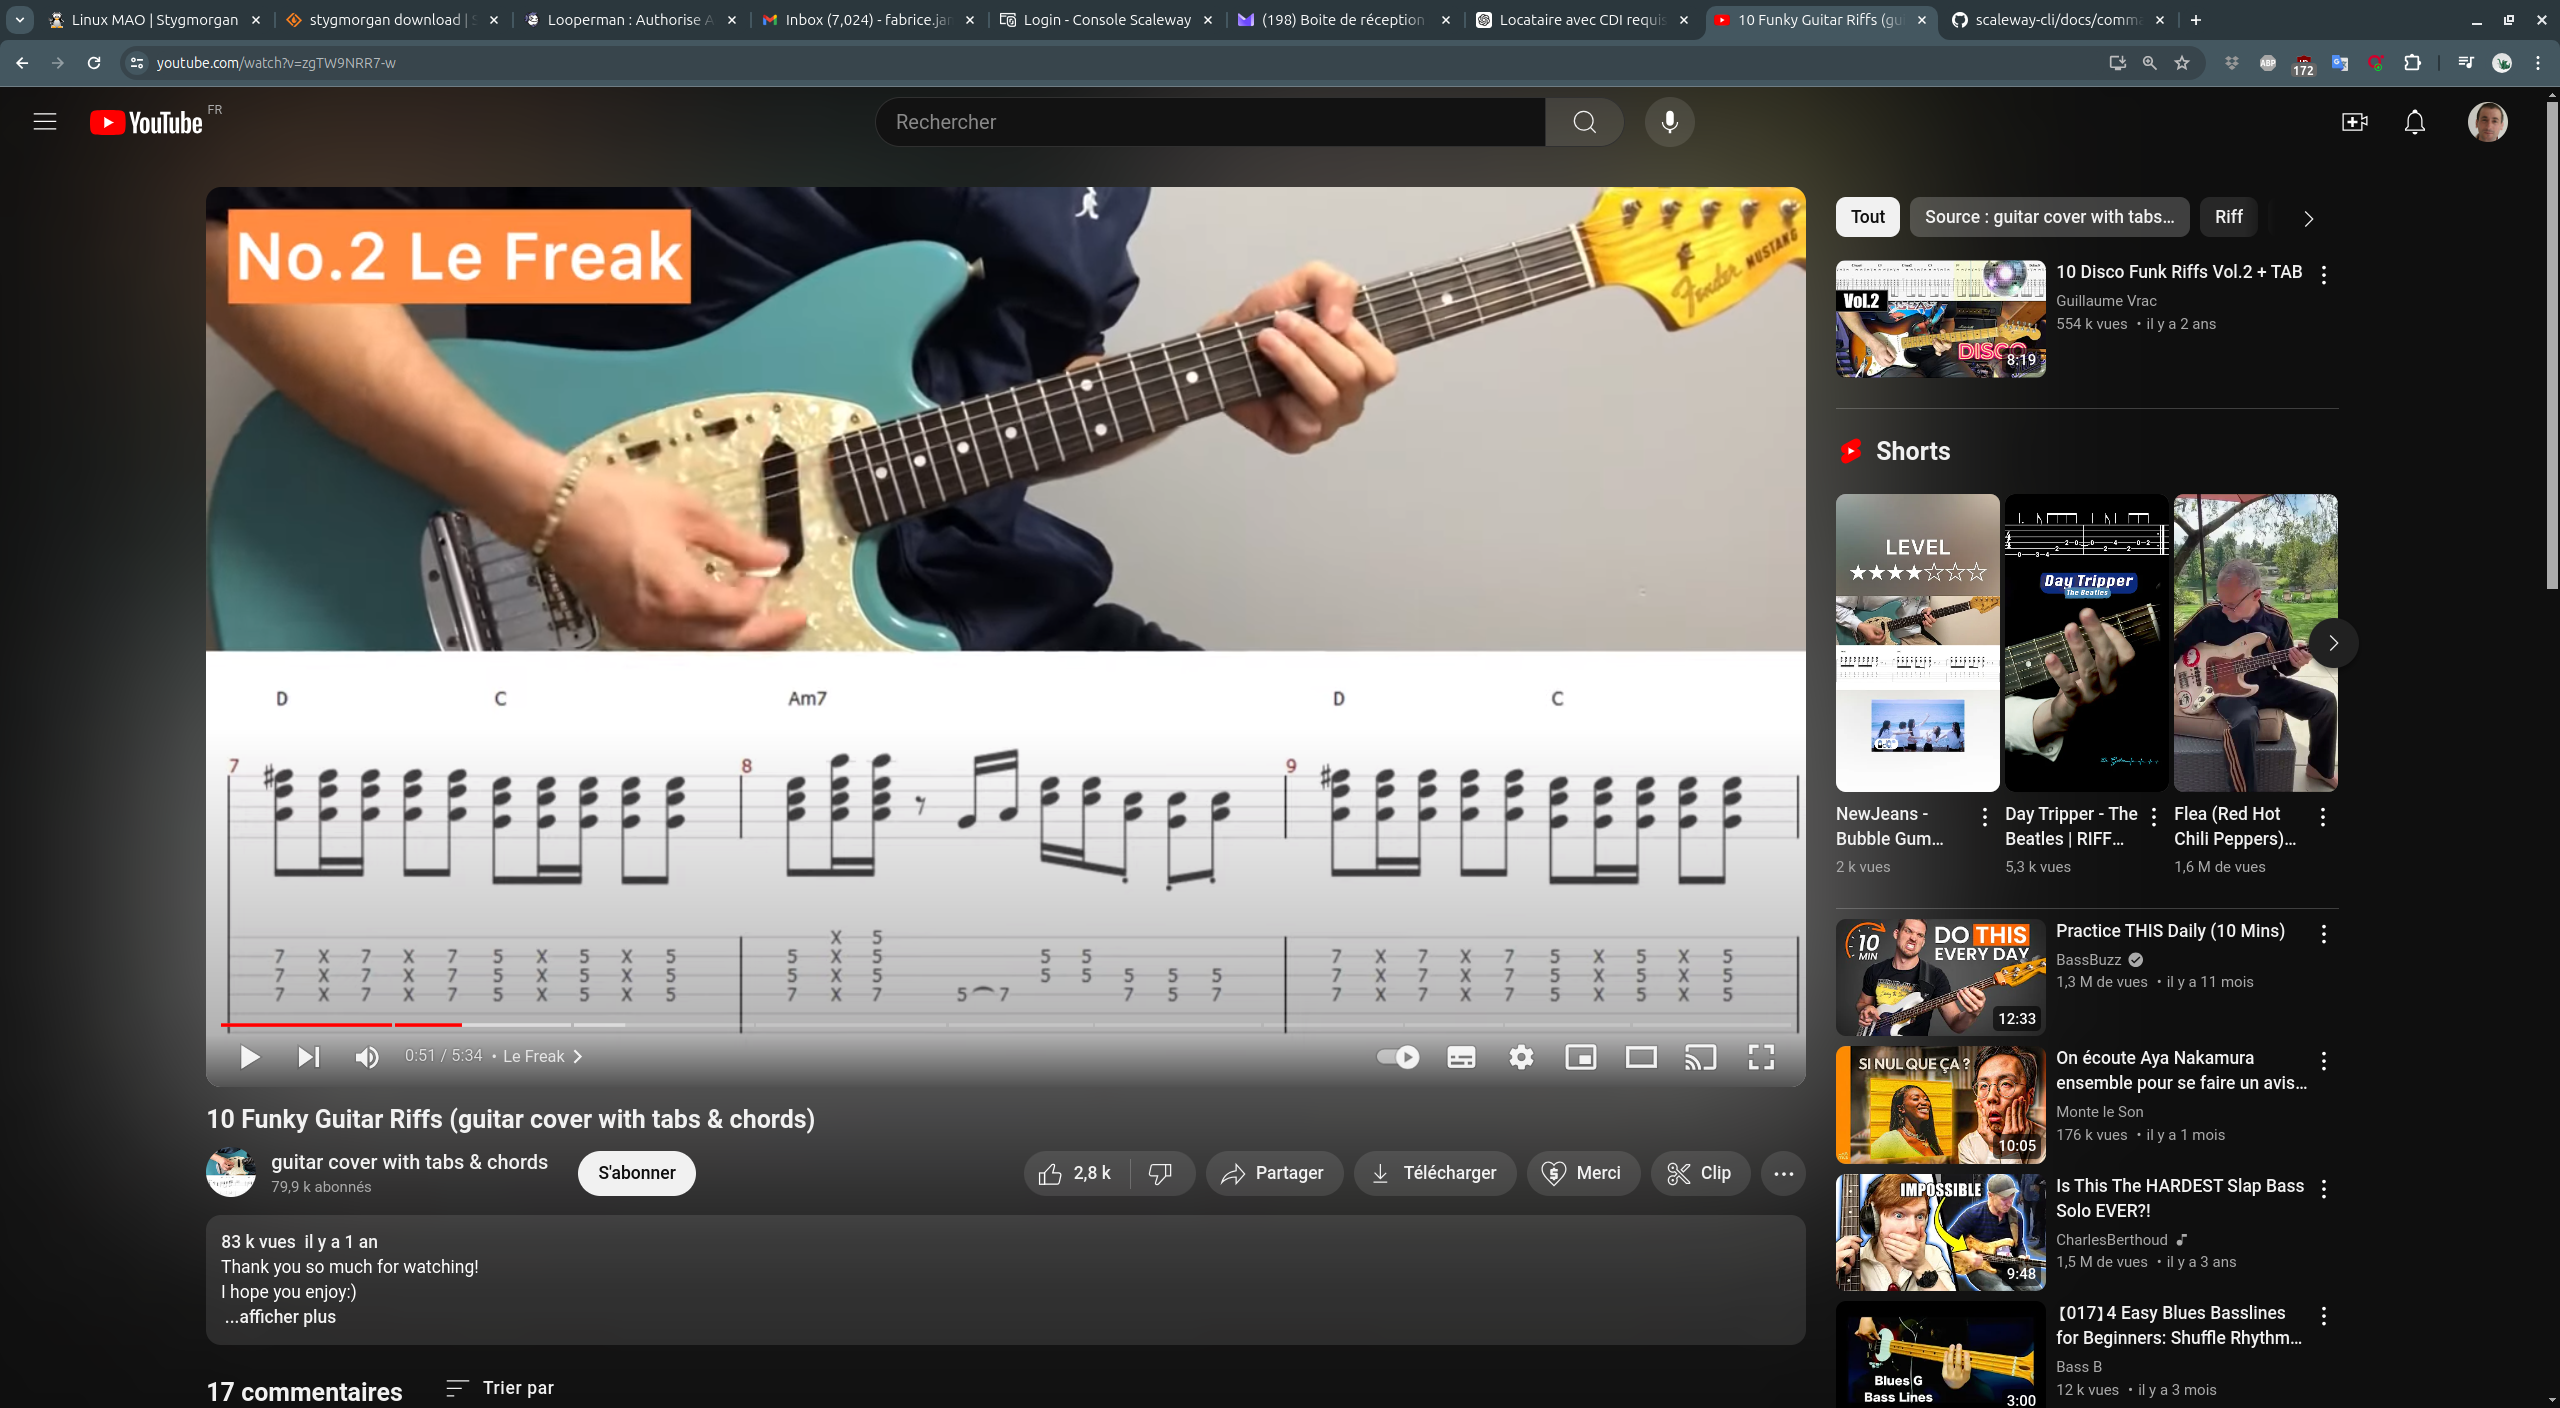 Linux MAO | Stygmorgan
stygmorgan download |
Looperman : Authorise A
Inbox (7,024) - fabrice.jar
Login - Console Scaleway
(198) Boite de réception
Locataire avec CDI requis
10 Funky Guitar Riffs (gu
scaleway-cli/docs/comma
youtube.com/watch?v=zgTW9NRR7-w
ABP
172
YouTube FR
Rechercher
No.2 Le Freak
Fender MUSTANG
D C Am7 D C
7 8 9
X 5
7 X 7 X 7 5 X 5 X 5 5 X 5 5 5 7 X 7 X 7 5 X 5 X 5
7 X 7 X 7 5 X 5 X 5 5 X 5 5 5 5 5 5 7 X 7 X 7 5 X 5 X 5
7 X 7 X 7 5 X 5 X 5 7 X 7 5 7 7 5 7 7 X 7 X 7 5 X 5 X 5
0:51 / 5:34 • Le Freak
10 Funky Guitar Riffs (guitar cover with tabs & chords)
guitar cover with tabs & chords
79,9 k abonnés
S'abonner
2,8 k
Partager
Télécharger
Merci
Clip
83 k vues il y a 1 an
Thank you so much for watching!
I hope you enjoy:)
...afficher plus
17 commentaires
Trier par
Tout
Source : guitar cover with tabs...
Riff
Vol.2
DISCO
8:19
10 Disco Funk Riffs Vol.2 + TAB
Guillaume Vrac
554 k vues • il y a 2 ans
Shorts
LEVEL
★★★★☆☆☆
NewJeans -
Bubble Gum...
2 k vues
Day Tripper
The Beatles
Day Tripper - The
Beatles | RIFF...
5,3 k vues
Flea (Red Hot
Chili Peppers)...
1,6 M de vues
10 MIN
DO THIS
EVERY DAY
12:33
Practice THIS Daily (10 Mins)
BassBuzz
1,3 M de vues • il y a 11 mois
SI NUL QUE ÇA ?
10:05
On écoute Aya Nakamura
ensemble pour se faire un avis...
Monte le Son
176 k vues • il y a 1 mois
IMPOSSIBLE
9:48
Is This The HARDEST Slap Bass
Solo EVER?!
CharlesBerthoud
1,5 M de vues • il y a 3 ans
Blues G
Bass Lines
3:00
【017】4 Easy Blues Basslines
for Beginners: Shuffle Rhythm...
Bass B
12 k vues • il y a 3 mois